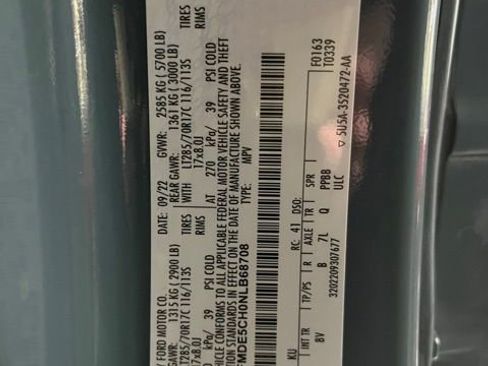 Y FORD MOTOR CO.
DATE: 09/22 GVWR: 2585 KG ( 5700 LB)
GAWR: 1315 KG ( 2900 LB) REAR GAWR: 1361 KG ( 3000 LB)
TIRES WITH TIRES
LT285/70R17C 116/113S LT285/70R17C 116/113S
17x8.0J RIMS 17x8.0J RIMS
kPa/ 39 PSI COLD AT 270 kPa/ 39 PSI COLD
VEHICLE CONFORMS TO ALL APPLICABLE FEDERAL MOTOR VEHICLE SAFETY AND THEFT
TION STANDARDS IN EFFECT ON THE DATE OF MANUFACTURE SHOWN ABOVE.
FMDE5CH0NLB68708
TYPE: MPV
F0163
T0339
KU RC: 41 DSO:
INT TR TP/PS R AXLE TR SPR
BV B 7L Q PPBB
ULC
3202209307677
▽ 5U5A-3520472-AA